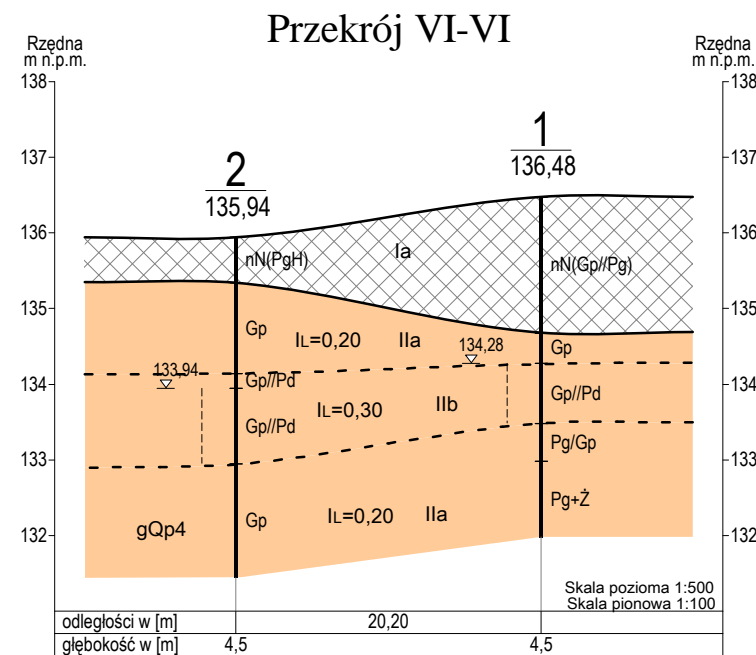 Przekrój VI-VI
Rzędna
m n.p.m.
Rzędna
m n.p.m.
138
138
137
137
136
136
135
135
134
134
133
133
132
132
2
135,94
1
136,48
nN(PgH)
Ia
nN(Gp//Pg)
Gp
IL=0,20
IIa
134,28
Gp
133,94
Gp//Pd
IL=0,30
IIb
Gp//Pd
Gp//Pd
Pg/Gp
gQp4
Gp
IL=0,20
IIa
Pg+Ż
Skala pozioma 1:500
Skala pionowa 1:100
odległości w [m]
20,20
głębokość w [m]
4,5
4,5